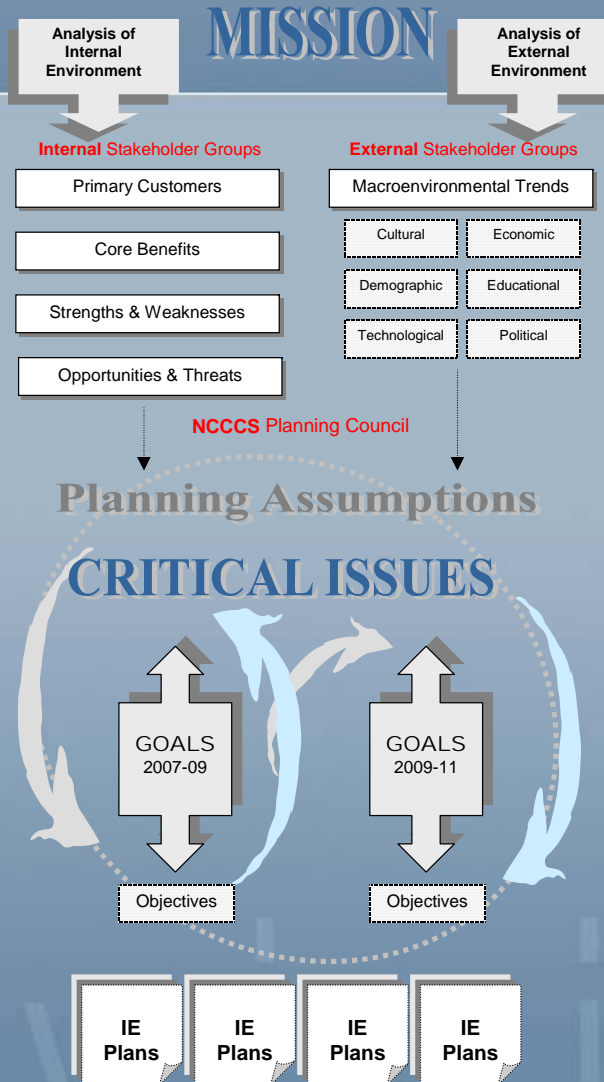 MISSION
Analysis of
Internal
Environment
Analysis of
External
Environment
Internal Stakeholder Groups
External Stakeholder Groups
Primary Customers
Macroenvironmental Trends
Core Benefits
Cultural
Economic
Strengths & Weaknesses
Demographic
Educational
Opportunities & Threats
Technological
Political
NCCCS Planning Council
Planning Assumptions
CRITICAL ISSUES
GOALS
2007-09
GOALS
2009-11
Objectives
Objectives
IE
Plans
IE
Plans
IE
Plans
IE
Plans